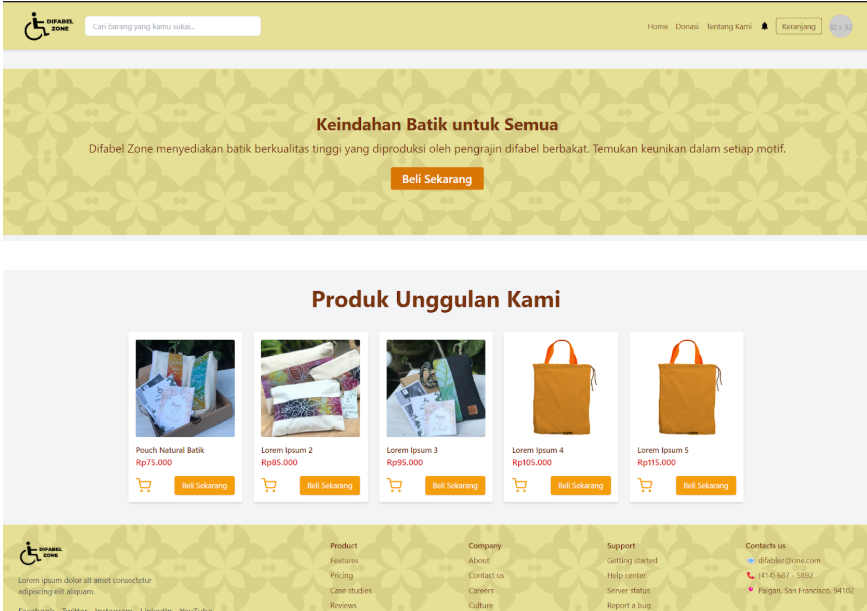 DIFABEL
ZONE
Cari barang yang kamu sukai...
Home Donasi Tentang Kami Keranjang 32 x 32
Keindahan Batik untuk Semua
Difabel Zone menyediakan batik berkualitas tinggi yang diproduksi oleh pengrajin difabel berbakat. Temukan keunikan dalam setiap motif.
Beli Sekarang
Produk Unggulan Kami
Pouch Natural Batik
Rp75.000
Beli Sekarang
Lorem Ipsum 2
Rp85.000
Beli Sekarang
Lorem Ipsum 3
Rp95.000
Beli Sekarang
Lorem Ipsum 4
Rp105.000
Beli Sekarang
Lorem Ipsum 5
Rp115.000
Beli Sekarang
DIFABEL
ZONE
Lorem ipsum dolor sit amet consectetur
adipiscing elit aliquam.
Facebook Twitter Instagram LinkedIn YouTube
Product
Features
Pricing
Case studies
Reviews
Company
About
Contact us
Careers
Culture
Support
Getting started
Help center
Server status
Report a bug
Contacts us
difablez@one.com
(414) 687 - 5892
Paigan, San Francisco, 94102